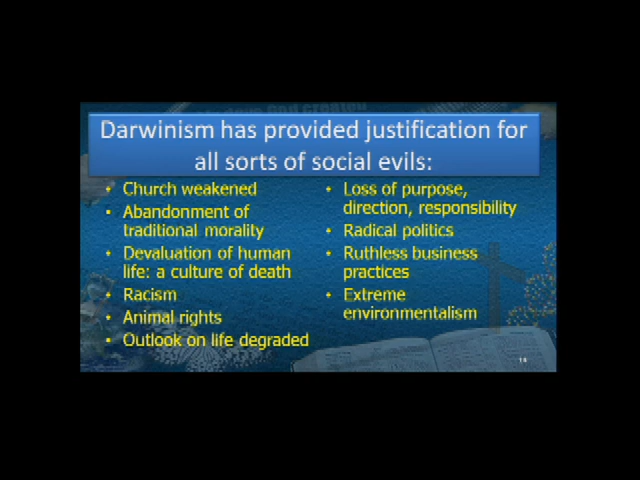 Darwinism has provided justification for
all sorts of social evils:
• Church weakened
• Abandonment of
traditional morality
• Devaluation of human
life: a culture of death
• Racism
• Animal rights
• Outlook on life degraded
• Loss of purpose,
direction, responsibility
• Radical politics
• Ruthless business
practices
• Extreme
environmentalism